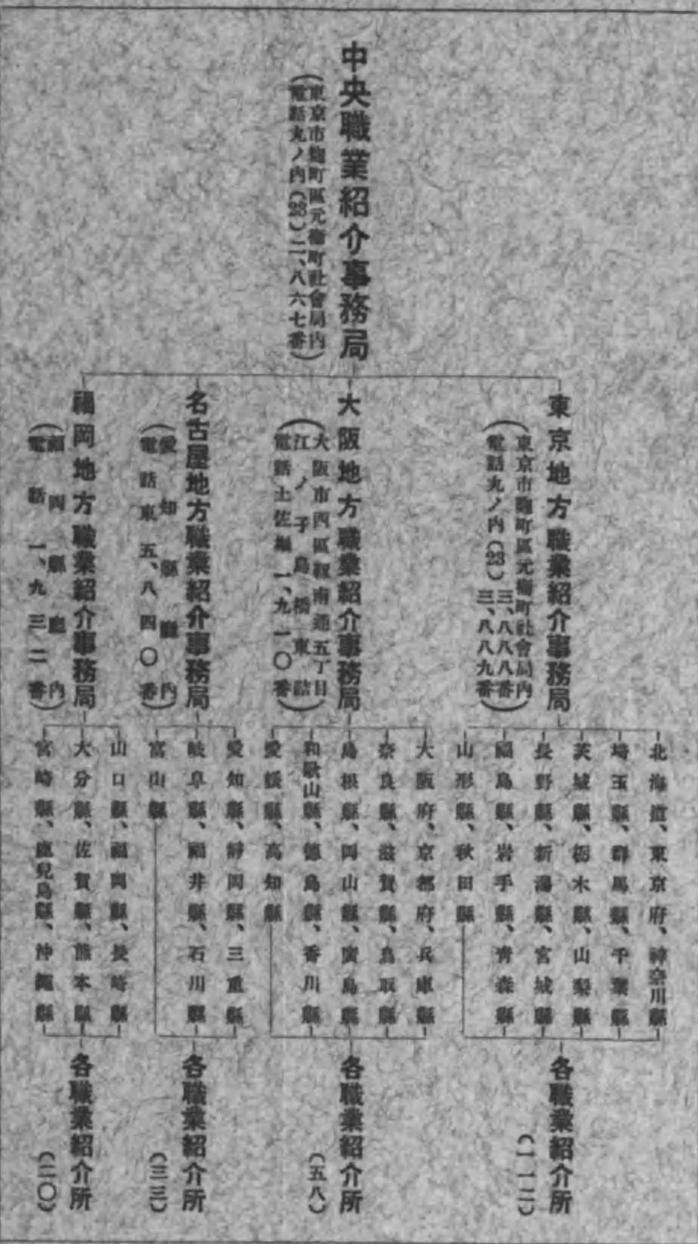 中央職業紹介事務局
(東京市麴町區元衞町社會局内
電話丸ノ内(23)二、八六七番)
東京地方職業紹介事務局
(東京市麴町區元衞町社會局内
電話丸ノ内(23)三、八八八番
三、八八九番)
北海道、東京府、神奈川縣
埼玉縣、群馬縣、千葉縣
茨城縣、栃木縣、山梨縣
長野縣、新潟縣、宮城縣
福島縣、岩手縣、青森縣
山形縣、秋田縣
各職業紹介所
(一一二)
大阪地方職業紹介事務局
(大阪市西區 南通五丁目
江ノ子島橋東詰
電話土佐堀一、九一〇番)
大阪府、京都府、兵庫縣
奈良縣、滋賀縣、鳥取縣
島根縣、岡山縣、廣島縣
和歌山縣、德島縣、香川縣
愛媛縣、高知縣
各職業紹介所
(五八)
名古屋地方職業紹介事務局
(愛知縣廳内
電話東五、八四〇番)
愛知縣、靜岡縣、三重縣
岐阜縣、福井縣、石川縣
富山縣
各職業紹介所
(三三)
福岡地方職業紹介事務局
(福岡縣廳内
電話一、九三二番)
山口縣、福岡縣、長崎縣
大分縣、佐賀縣、熊本縣
宮崎縣、鹿兒島縣、沖繩縣
各職業紹介所
(二〇)